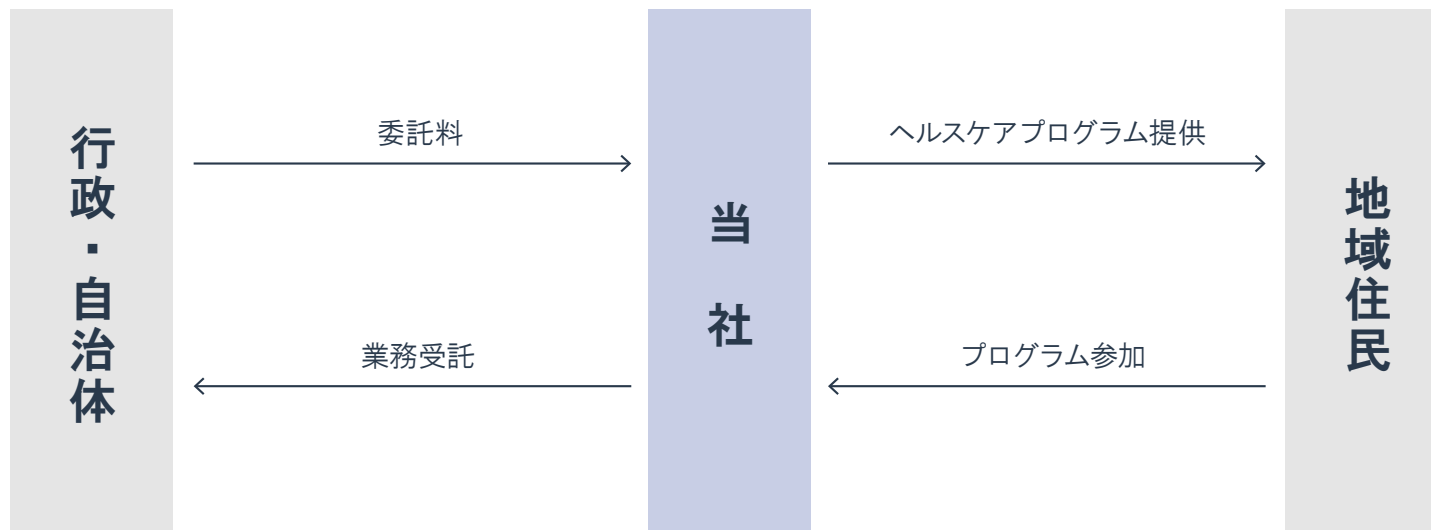 行政・自治体
委託料
業務受託
当社
ヘルスケアプログラム提供
プログラム参加
地域住民